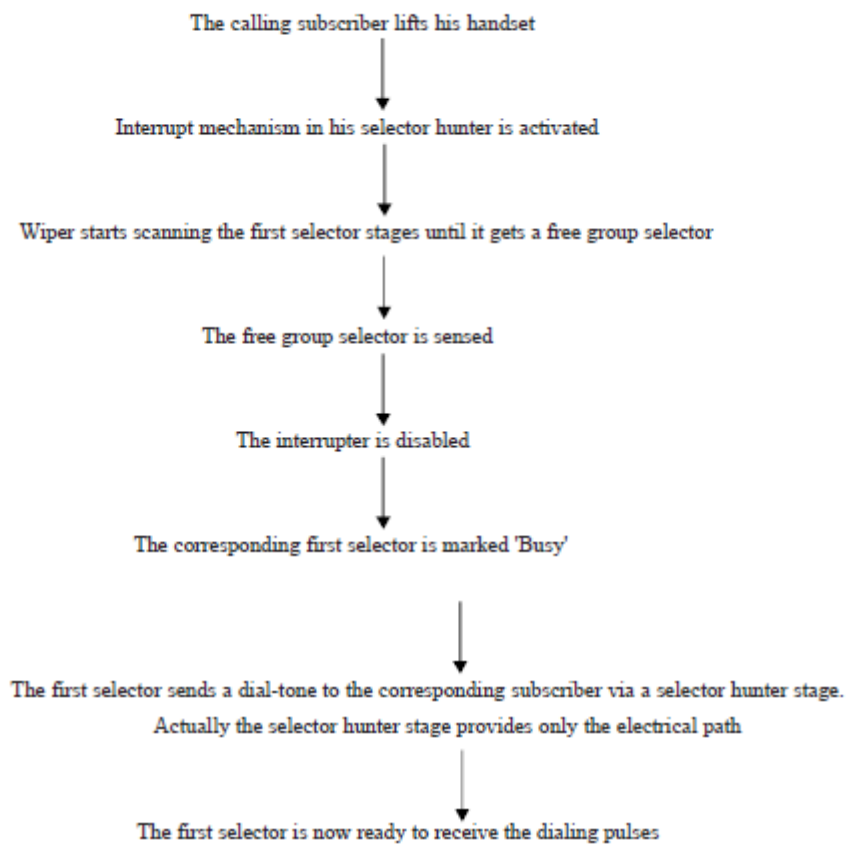 The calling subscriber lifts his handset
Interrupt mechanism in his selector hunter is activated
Wiper starts scanning the first selector stages until it gets a free group selector
The free group selector is sensed
The interrupter is disabled
The corresponding first selector is marked 'Busy'
The first selector sends a dial-tone to the corresponding subscriber via a selector hunter stage.
Actually the selector hunter stage provides only the electrical path
The first selector is now ready to receive the dialing pulses